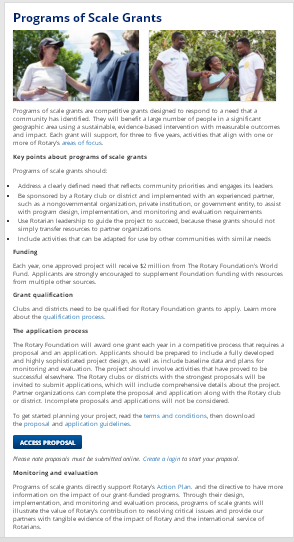 Programs of Scale Grants
Programs of scale grants are competitive grants designed to respond to a need that a
community has identified. They will benefit a large number of people in a significant
geographic area using a sustainable, evidence-based intervention with measurable outcomes
and impact. Each grant will support, for three to five years, activities that align with one or
more of Rotary's areas of focus.
Key points about programs of scale grants
Programs of scale grants should:
• Address a clearly defined need that reflects community priorities and engages its leaders
• Be sponsored by a Rotary club or district and implemented with an experienced partner,
such as a nongovernmental organization, private institution, or government entity, to assist
with program design, implementation, and monitoring and evaluation requirements
• Use Rotarian leadership to guide the project to succeed, because these grants should not
simply transfer resources to partner organizations
• Include activities that can be adapted for use by other communities with similar needs
Funding
Each year, one approved project will receive $2 million from The Rotary Foundation's World
Fund. Applicants are strongly encouraged to supplement Foundation funding with resources
from multiple other sources.
Grant qualification
Clubs and districts need to be qualified for Rotary Foundation grants to apply. Learn more
about the qualification process.
The application process
The Rotary Foundation will award one grant each year in a competitive process that requires a
proposal and an application. Applicants should be prepared to include a fully developed
and highly sophisticated project design, as well as include baseline data and plans for
monitoring and evaluation. The project should involve activities that have proved to be
successful elsewhere. The Rotary clubs or districts with the strongest proposals will be
invited to submit applications, which will include comprehensive details about the project.
Partner organizations can complete the proposal and application along with the Rotary club
or district. Incomplete proposals and applications will not be considered.
To get started planning your project, read the terms and conditions, then download
the proposal and application guidelines.
ACCESS PROPOSAL
Please note proposals must be submitted online. Create a login to start your proposal.
Monitoring and evaluation
Programs of scale grants directly support Rotary's Action Plan. and the directive to have more
information on the impact of our grant-funded programs. Through their design,
implementation, and monitoring and evaluation process, programs of scale grants will
illustrate the value of Rotary's contribution to resolving critical issues and provide our
partners with tangible evidence of the impact of Rotary and the international service of
Rotarians.